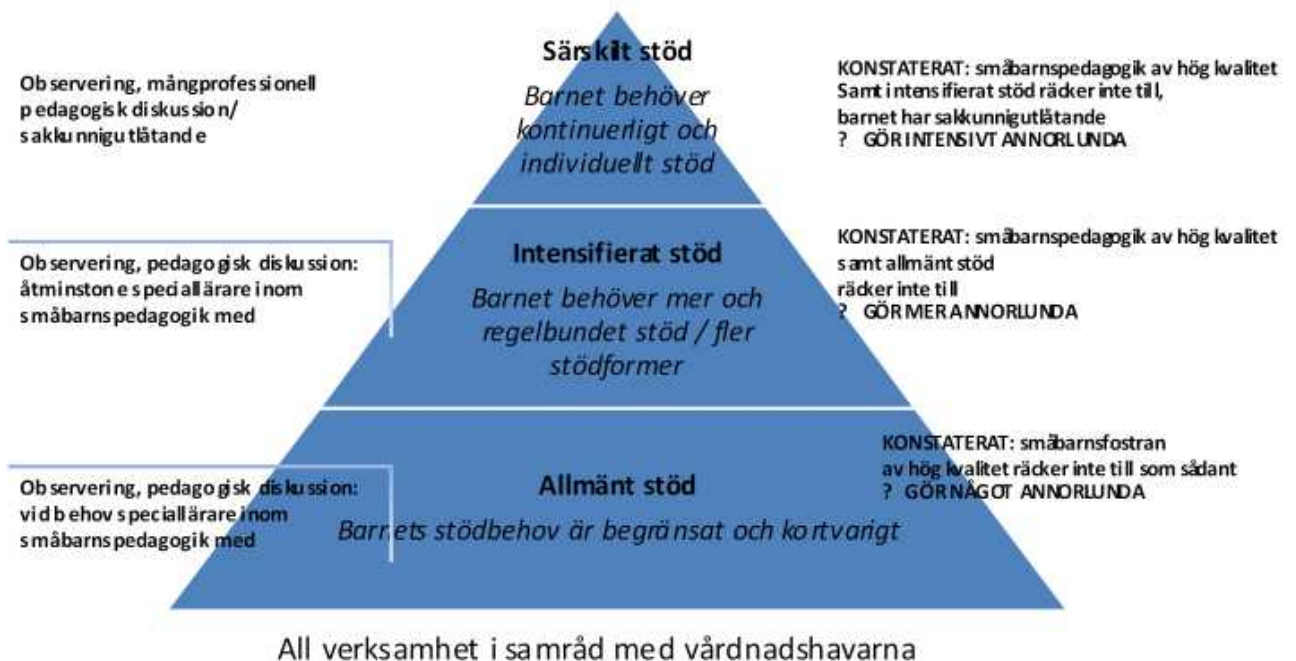 Särskilt stöd
Barnet behöver
kontinuerligt och
individuellt stöd
Observering, mångprofessionell
pedagogisk diskussion/
sakkunnigutlåtande
KONSTATERAT: småbarnspedagogik av hög kvalitet
Samt intensifierat stöd räcker inte till,
barnet har sakkunnigutlåtande
? GÖR INTENSIVT ANNORLUNDA
Intensifierat stöd
Barnet behöver mer och
regelbundet stöd / fler
stödformer
Observering, pedagogisk diskussion:
åtminstone speciallärare inom
småbarnspedagogik med
KONSTATERAT: småbarnspedagogik av hög kvalitet
samt allmänt stöd
räcker inte till
? GÖR MER ANNORLUNDA
Allmänt stöd
Barnets stödbehov är begränsat och kortvarigt
Observering, pedagogisk diskussion:
vid behov speciallärare inom
småbarnspedagogik med
KONSTATERAT: småbarnsfostran
av hög kvalitet räcker inte till som sådant
? GÖR NÅGOT ANNORLUNDA
All verksamhet i samråd med vårdnadshavarna